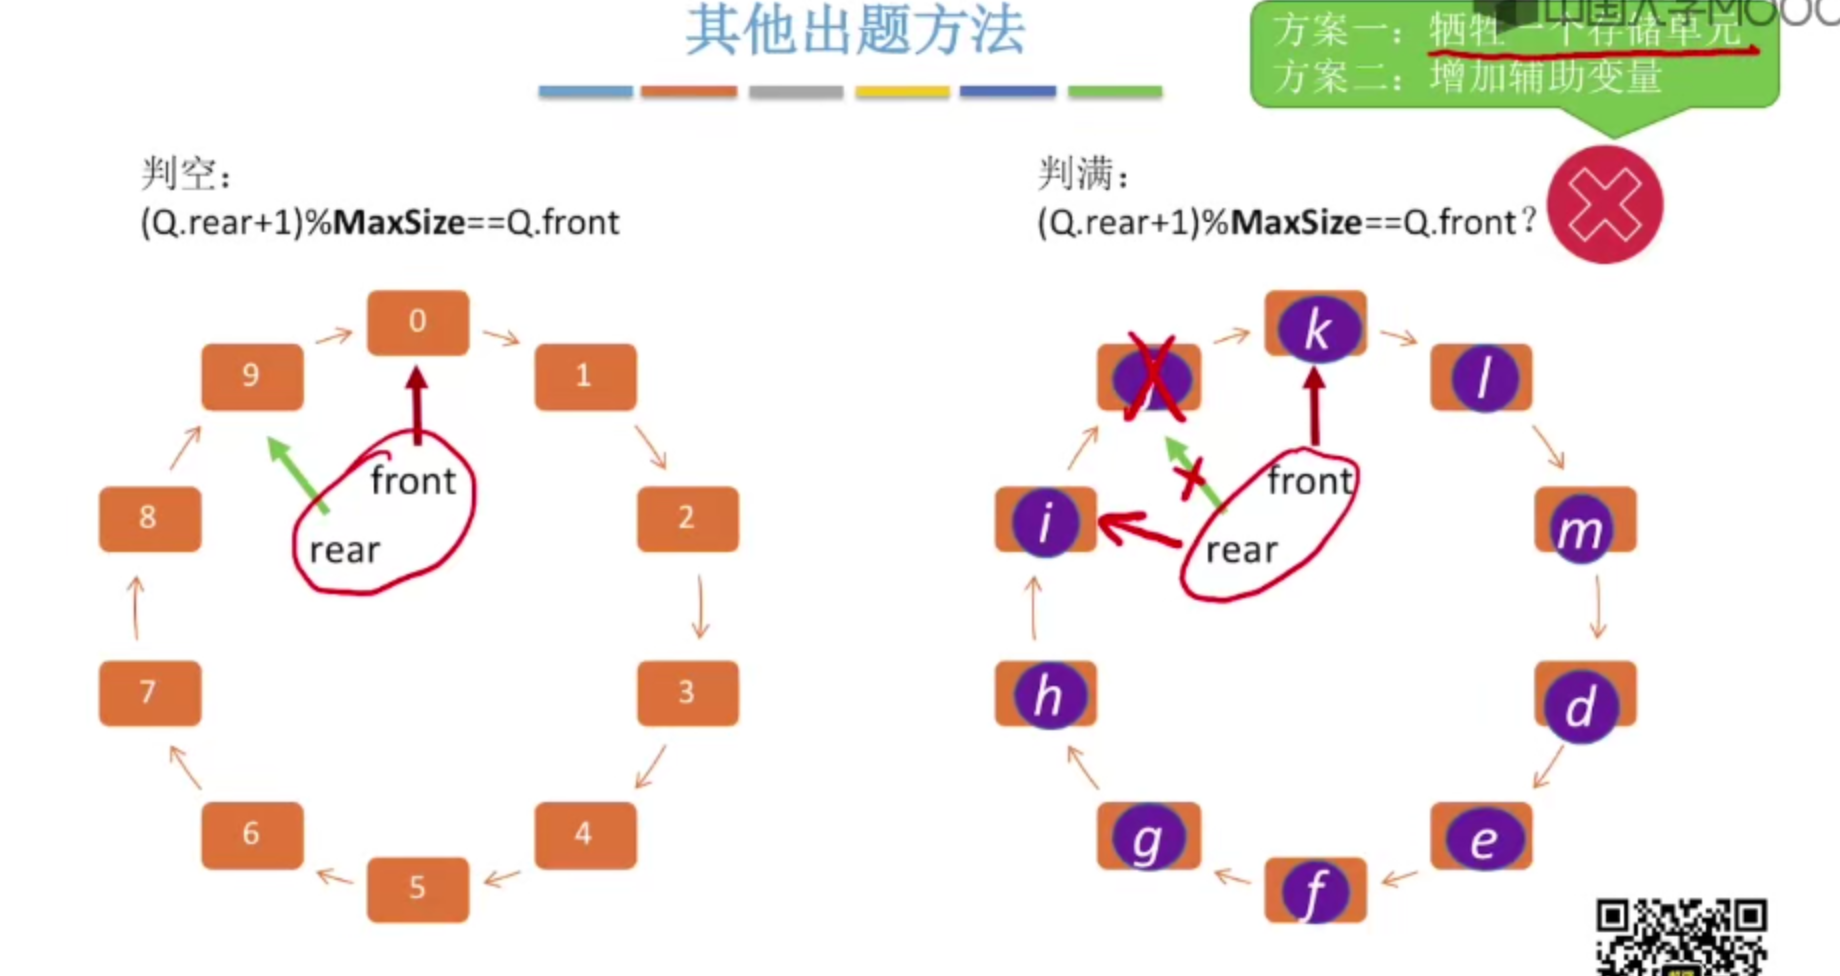 其他出题方法
中国大学MOOC
方案一：牺牲一个存储单元
方案二：增加辅助变量
判空：
(Q.rear+1)%MaxSize==Q.front
判满：
(Q.rear+1)%MaxSize==Q.front？
0
9
1
front
8
2
rear
7
3
6
4
5
k
l
front
i
m
rear
h
d
g
e
f